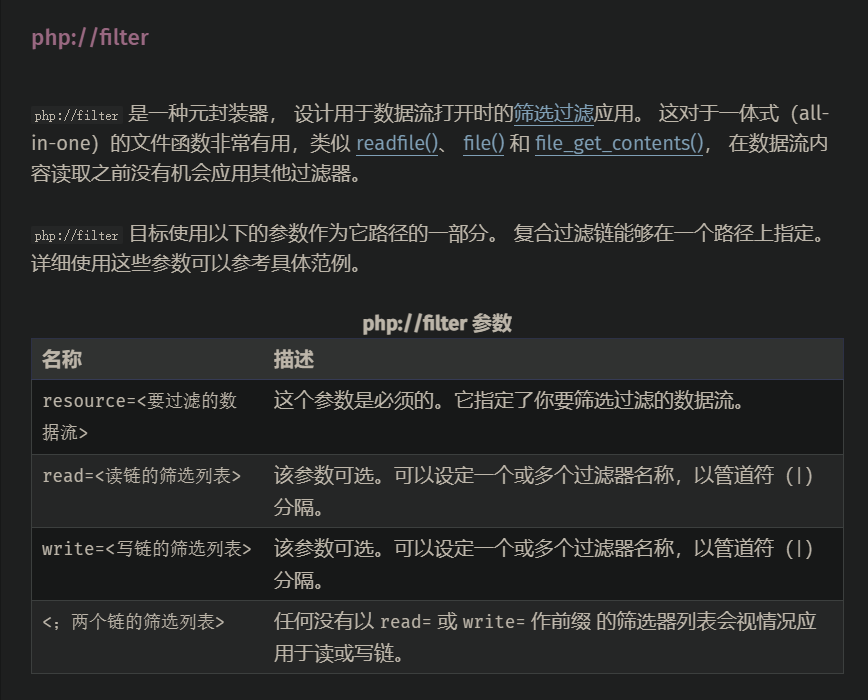 php://filter
php://filter 是一种元封装器， 设计用于数据流打开时的筛选过滤应用。 这对于一体式（all-
in-one）的文件函数非常有用，类似 readfile()、 file() 和 file_get_contents()， 在数据流内
容读取之前没有机会应用其他过滤器。
php://filter 目标使用以下的参数作为它路径的一部分。 复合过滤链能够在一个路径上指定。
详细使用这些参数可以参考具体范例。
php://filter 参数
名称 描述
resource=<要过滤的数 这个参数是必须的。它指定了你要筛选过滤的数据流。
据流>
read=<读链的筛选列表> 该参数可选。可以设定一个或多个过滤器名称，以管道符（|）
分隔。
write=<写链的筛选列表> 该参数可选。可以设定一个或多个过滤器名称，以管道符（|）
分隔。
<；两个链的筛选列表> 任何没有以 read= 或 write= 作前缀 的筛选器列表会视情况应
用于读或写链。